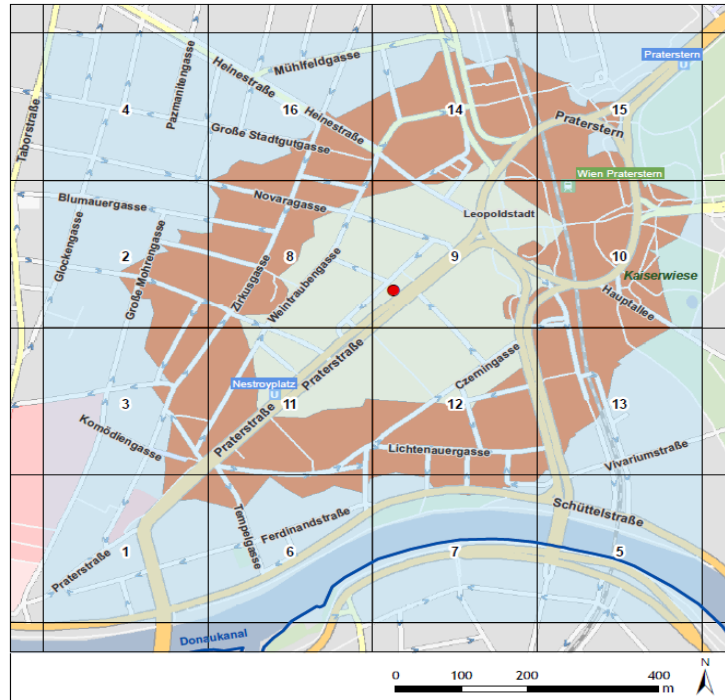 Praterstern
Mühlfeldgasse
Heinestraße
Pazmanitengasse
4
16
Heinestraße
14
15
Praterstern
Taborstraße
Große Stadtgutgasse
Wien Praterstern
Blumauergasse
Novaragasse
Leopoldstadt
Glockengasse
2
Große Mohrengasse
8
9
10
Zirkusgasse
Weintraubengasse
Kaiserwiese
Hauptallee
Praterstraße
Czerningasse
Nestroyplatz
3
11
12
13
Praterstraße
Komödiengasse
Lichtenauergasse
Vivariumstraße
Tempelgasse
Ferdinandstraße
Schüttelstraße
1
6
7
5
Praterstraße
Donaukanal
0 100 200 400
m
N